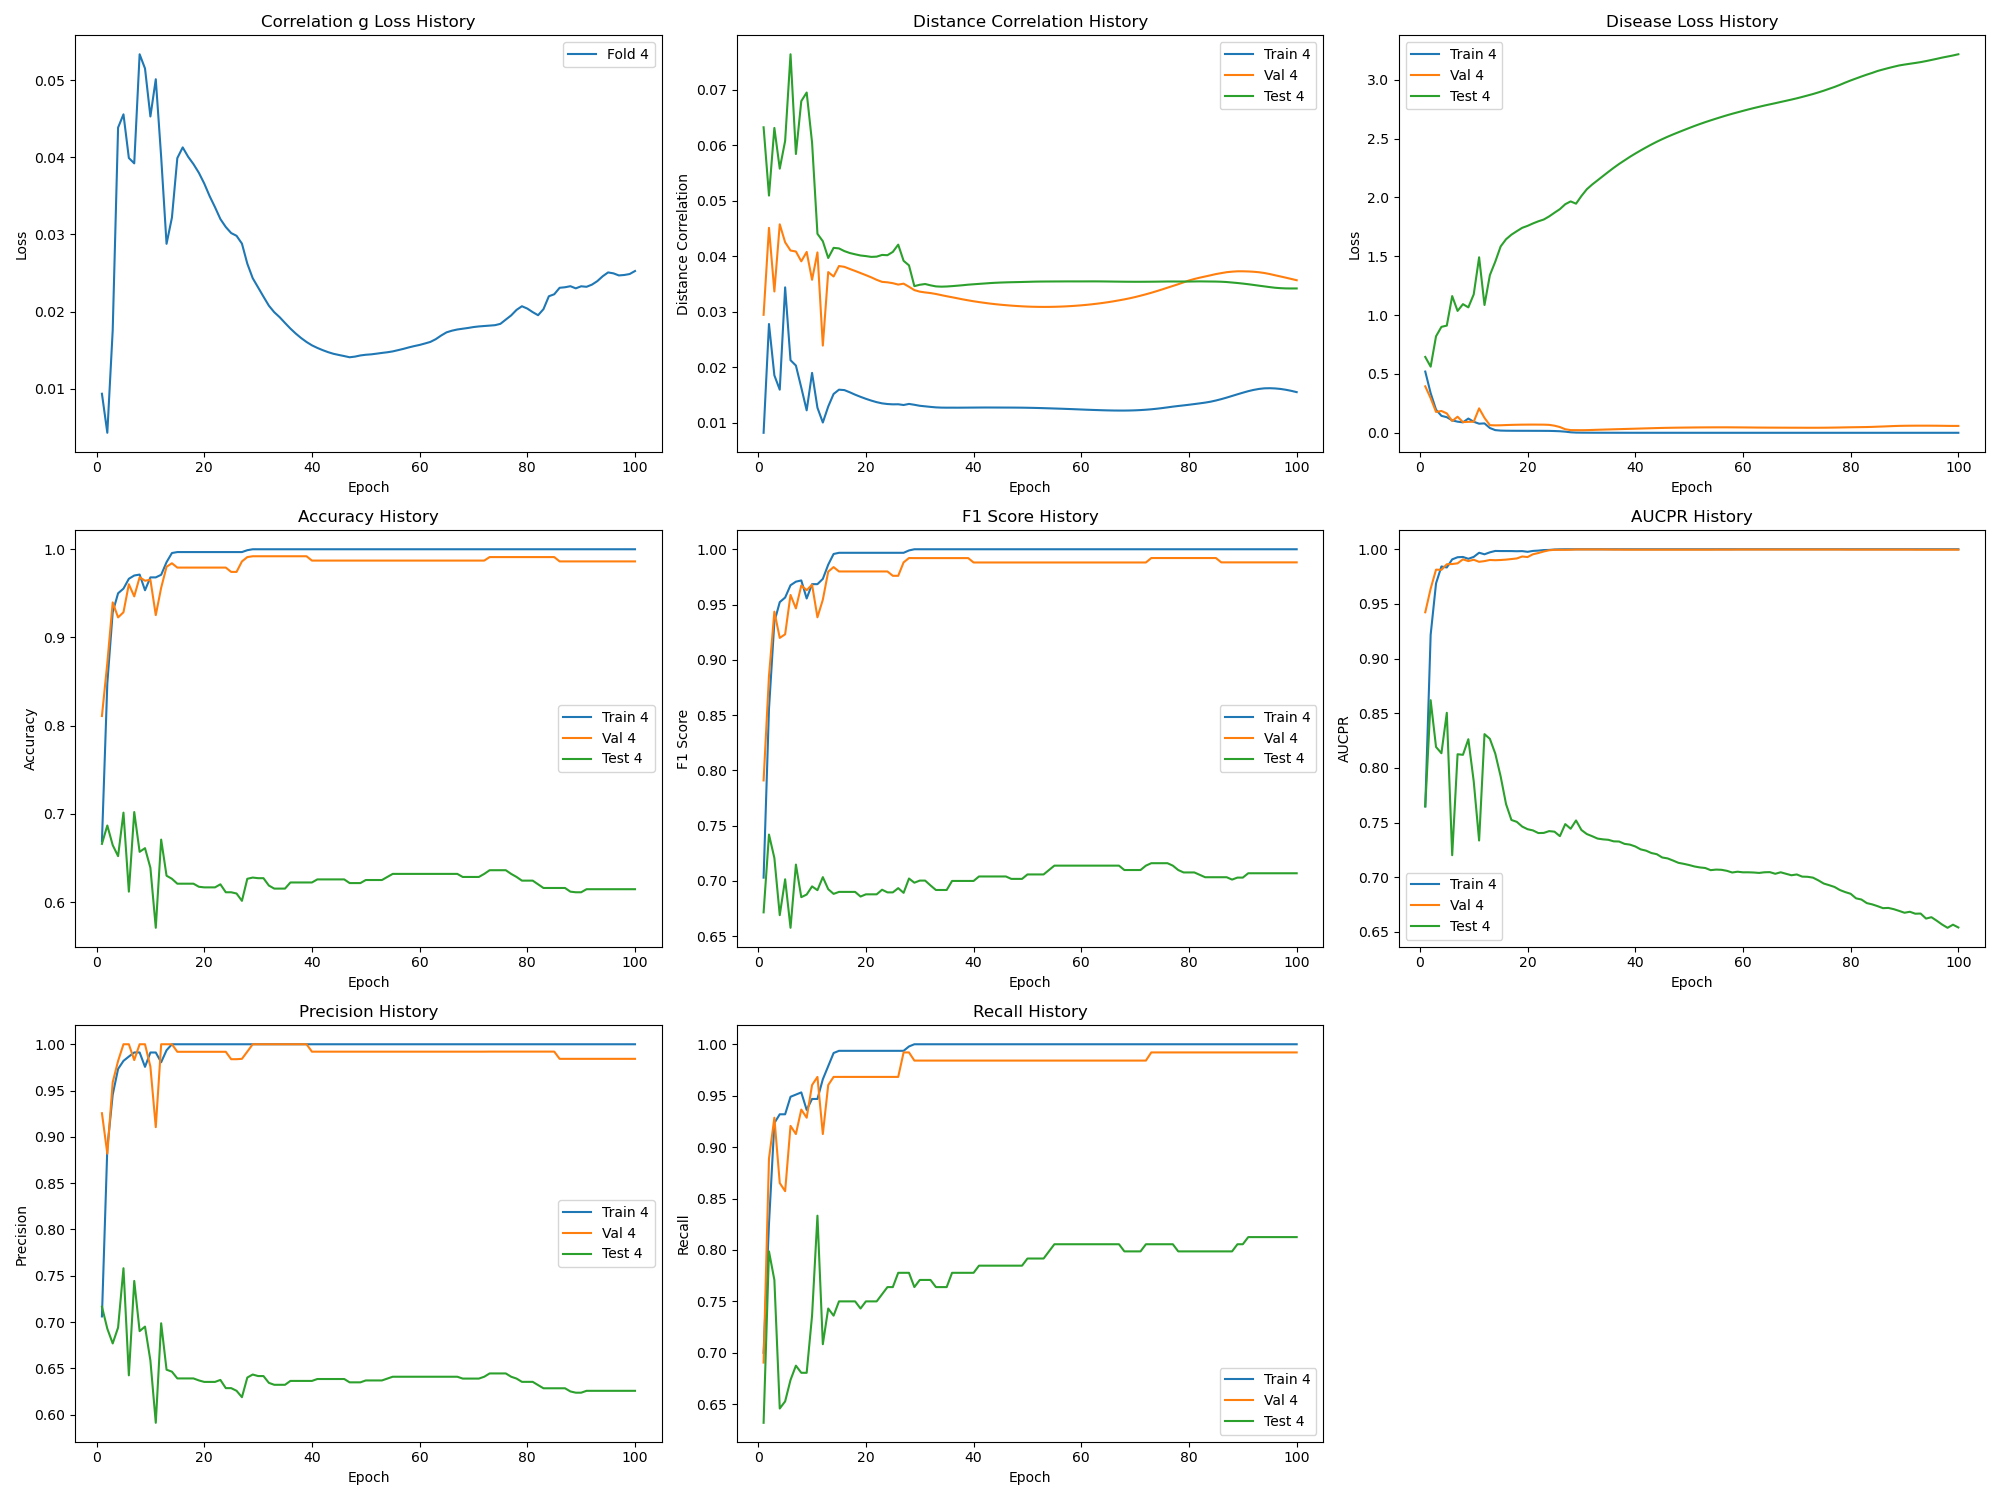 Correlation g Loss History
Loss
0.05
0.04
0.03
0.02
0.01
0 20 40 60 80 100
Epoch
Fold 4
Distance Correlation History
Distance Correlation
0.07
0.06
0.05
0.04
0.03
0.02
0.01
0 20 40 60 80 100
Epoch
Train 4
Val 4
Test 4
Disease Loss History
Loss
3.0
2.5
2.0
1.5
1.0
0.5
0.0
0 20 40 60 80 100
Epoch
Train 4
Val 4
Test 4
Accuracy History
Accuracy
1.0
0.9
0.8
0.7
0.6
0 20 40 60 80 100
Epoch
Train 4
Val 4
Test 4
F1 Score History
F1 Score
1.00
0.95
0.90
0.85
0.80
0.75
0.70
0.65
0 20 40 60 80 100
Epoch
Train 4
Val 4
Test 4
AUCPR History
AUCPR
1.00
0.95
0.90
0.85
0.80
0.75
0.70
0.65
0 20 40 60 80 100
Epoch
Train 4
Val 4
Test 4
Precision History
Precision
1.00
0.95
0.90
0.85
0.80
0.75
0.70
0.65
0.60
0 20 40 60 80 100
Epoch
Train 4
Val 4
Test 4
Recall History
Recall
1.00
0.95
0.90
0.85
0.80
0.75
0.70
0.65
0 20 40 60 80 100
Epoch
Train 4
Val 4
Test 4